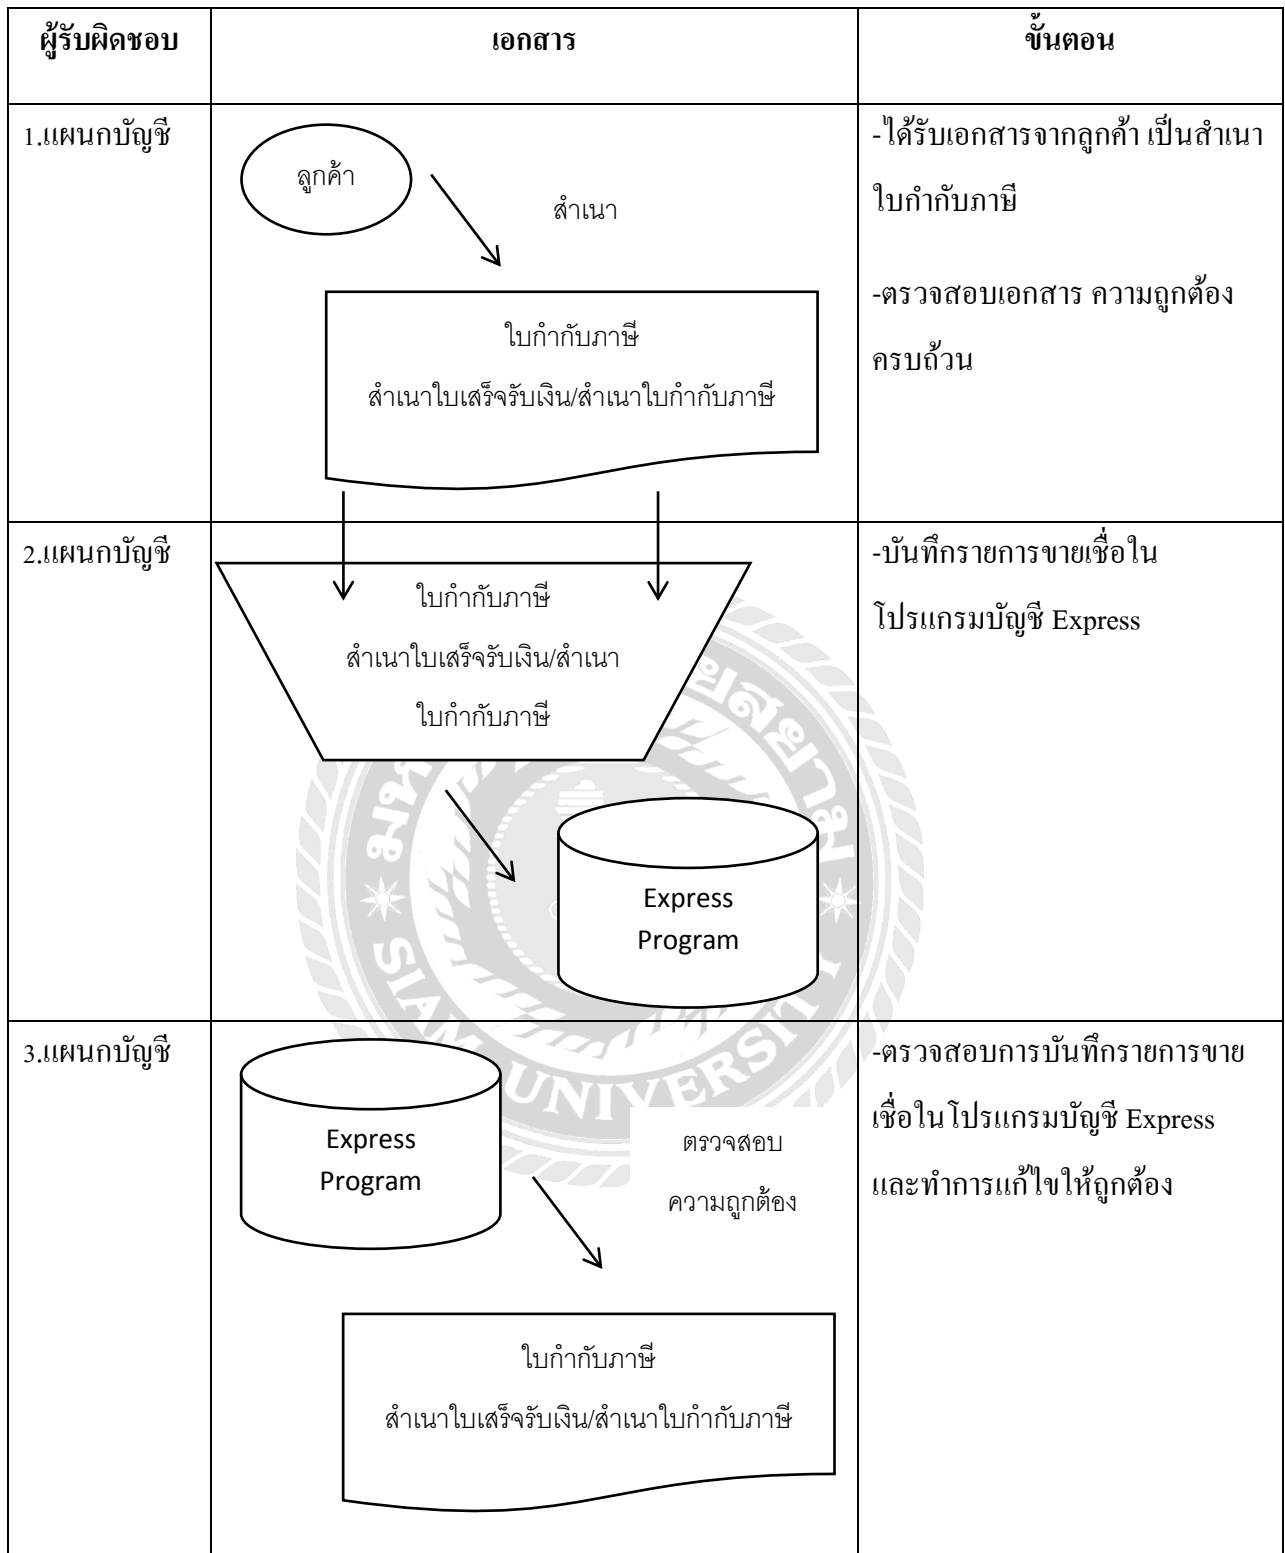 ผู้รับผิดชอบ
เอกสาร
ขั้นตอน
1.แผนกบัญชี
ลูกค้า
สำเนา
ใบกำกับภาษี
สำเนาใบเสร็จรับเงิน/สำเนาใบกำกับภาษี
-ได้รับเอกสารจากลูกค้า เป็นสำเนา
ใบกำกับภาษี
-ตรวจสอบเอกสาร ความถูกต้อง
ครบถ้วน
2.แผนกบัญชี
ใบกำกับภาษี
สำเนาใบเสร็จรับเงิน/สำเนา
ใบกำกับภาษี
Express
Program
-บันทึกรายการขายเชื่อใน
โปรแกรมบัญชี Express
3.แผนกบัญชี
Express
Program
ตรวจสอบ
ความถูกต้อง
ใบกำกับภาษี
สำเนาใบเสร็จรับเงิน/สำเนาใบกำกับภาษี
-ตรวจสอบการบันทึกรายการขาย
เชื่อในโปรแกรมบัญชี Express
และทำการแก้ไขให้ถูกต้อง
SIAM UNIVERSITY